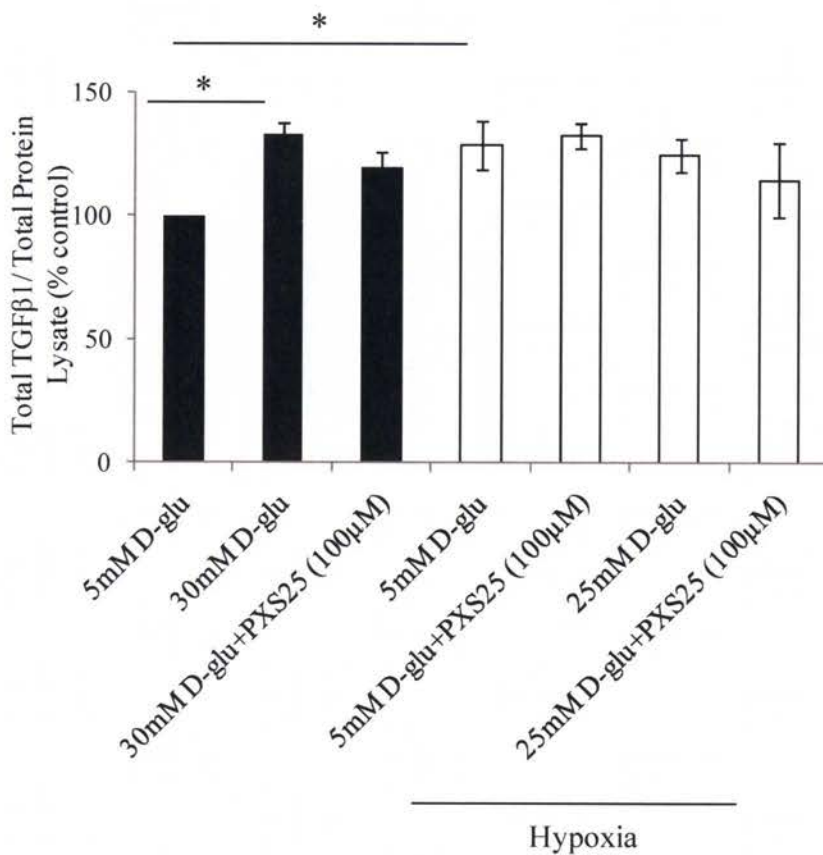 *
*
150
100
50
0
Total TGFβ1/ Total Protein
Lysate (% control)
5mM D-glu
30mM D-glu
30mM D-glu+PXS25 (100µM)
5mM D-glu
5mM D-glu+PXS25 (100µM)
25mM D-glu
25mM D-glu+PXS25 (100µM)
Hypoxia